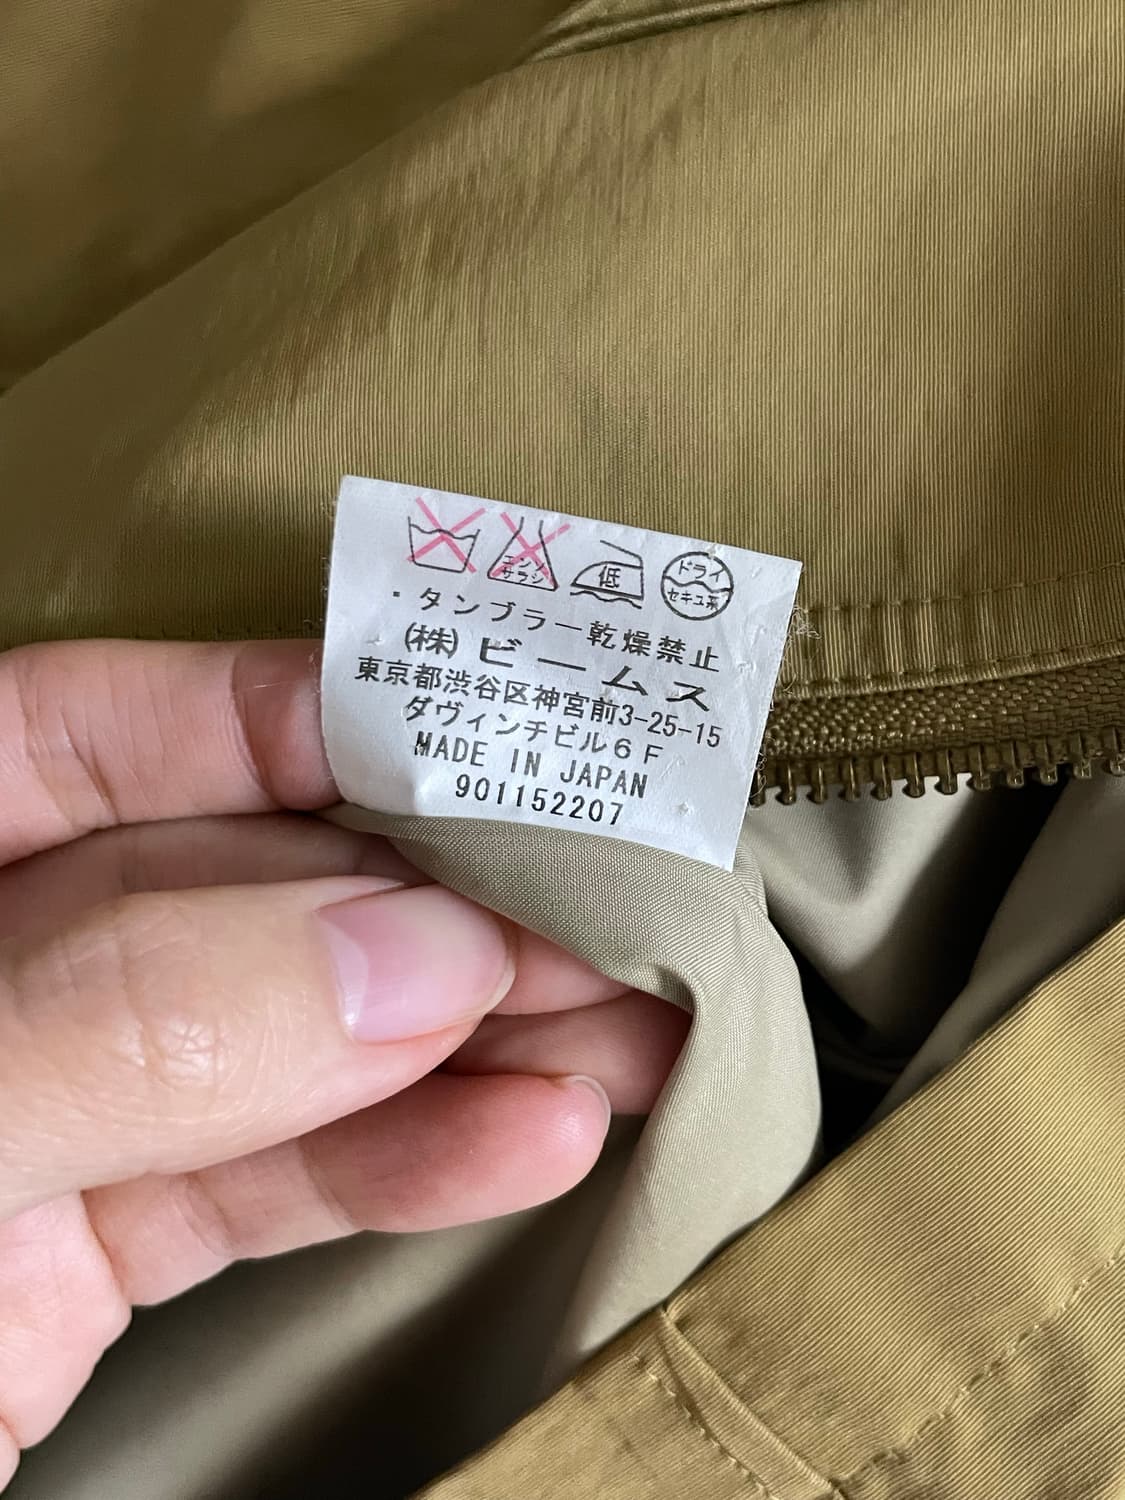 エンソ
サラシ
低
ドライ
セキユ系
・タンブラー乾燥禁止
㈱ビームス
東京都渋谷区神宮前3-25-15
ダヴィンチビル6F
MADE IN JAPAN
901152207